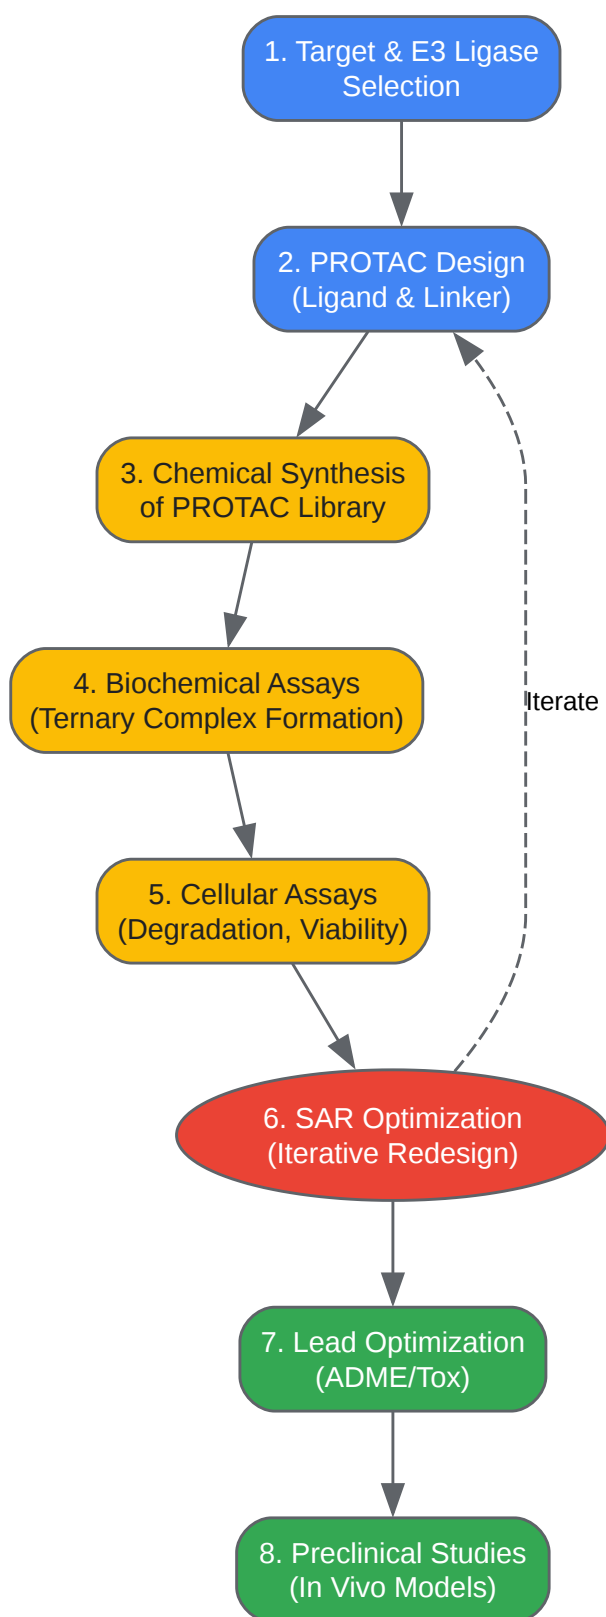 1. Target & E3 Ligase
Selection
2. PROTAC Design
(Ligand & Linker)
3. Chemical Synthesis
of PROTAC Library
4. Biochemical Assays
(Ternary Complex Formation)
Iterate
5. Cellular Assays
(Degradation, Viability)
6. SAR Optimization
(Iterative Redesign)
7. Lead Optimization
(ADME/Tox)
8. Preclinical Studies
(In Vivo Models)